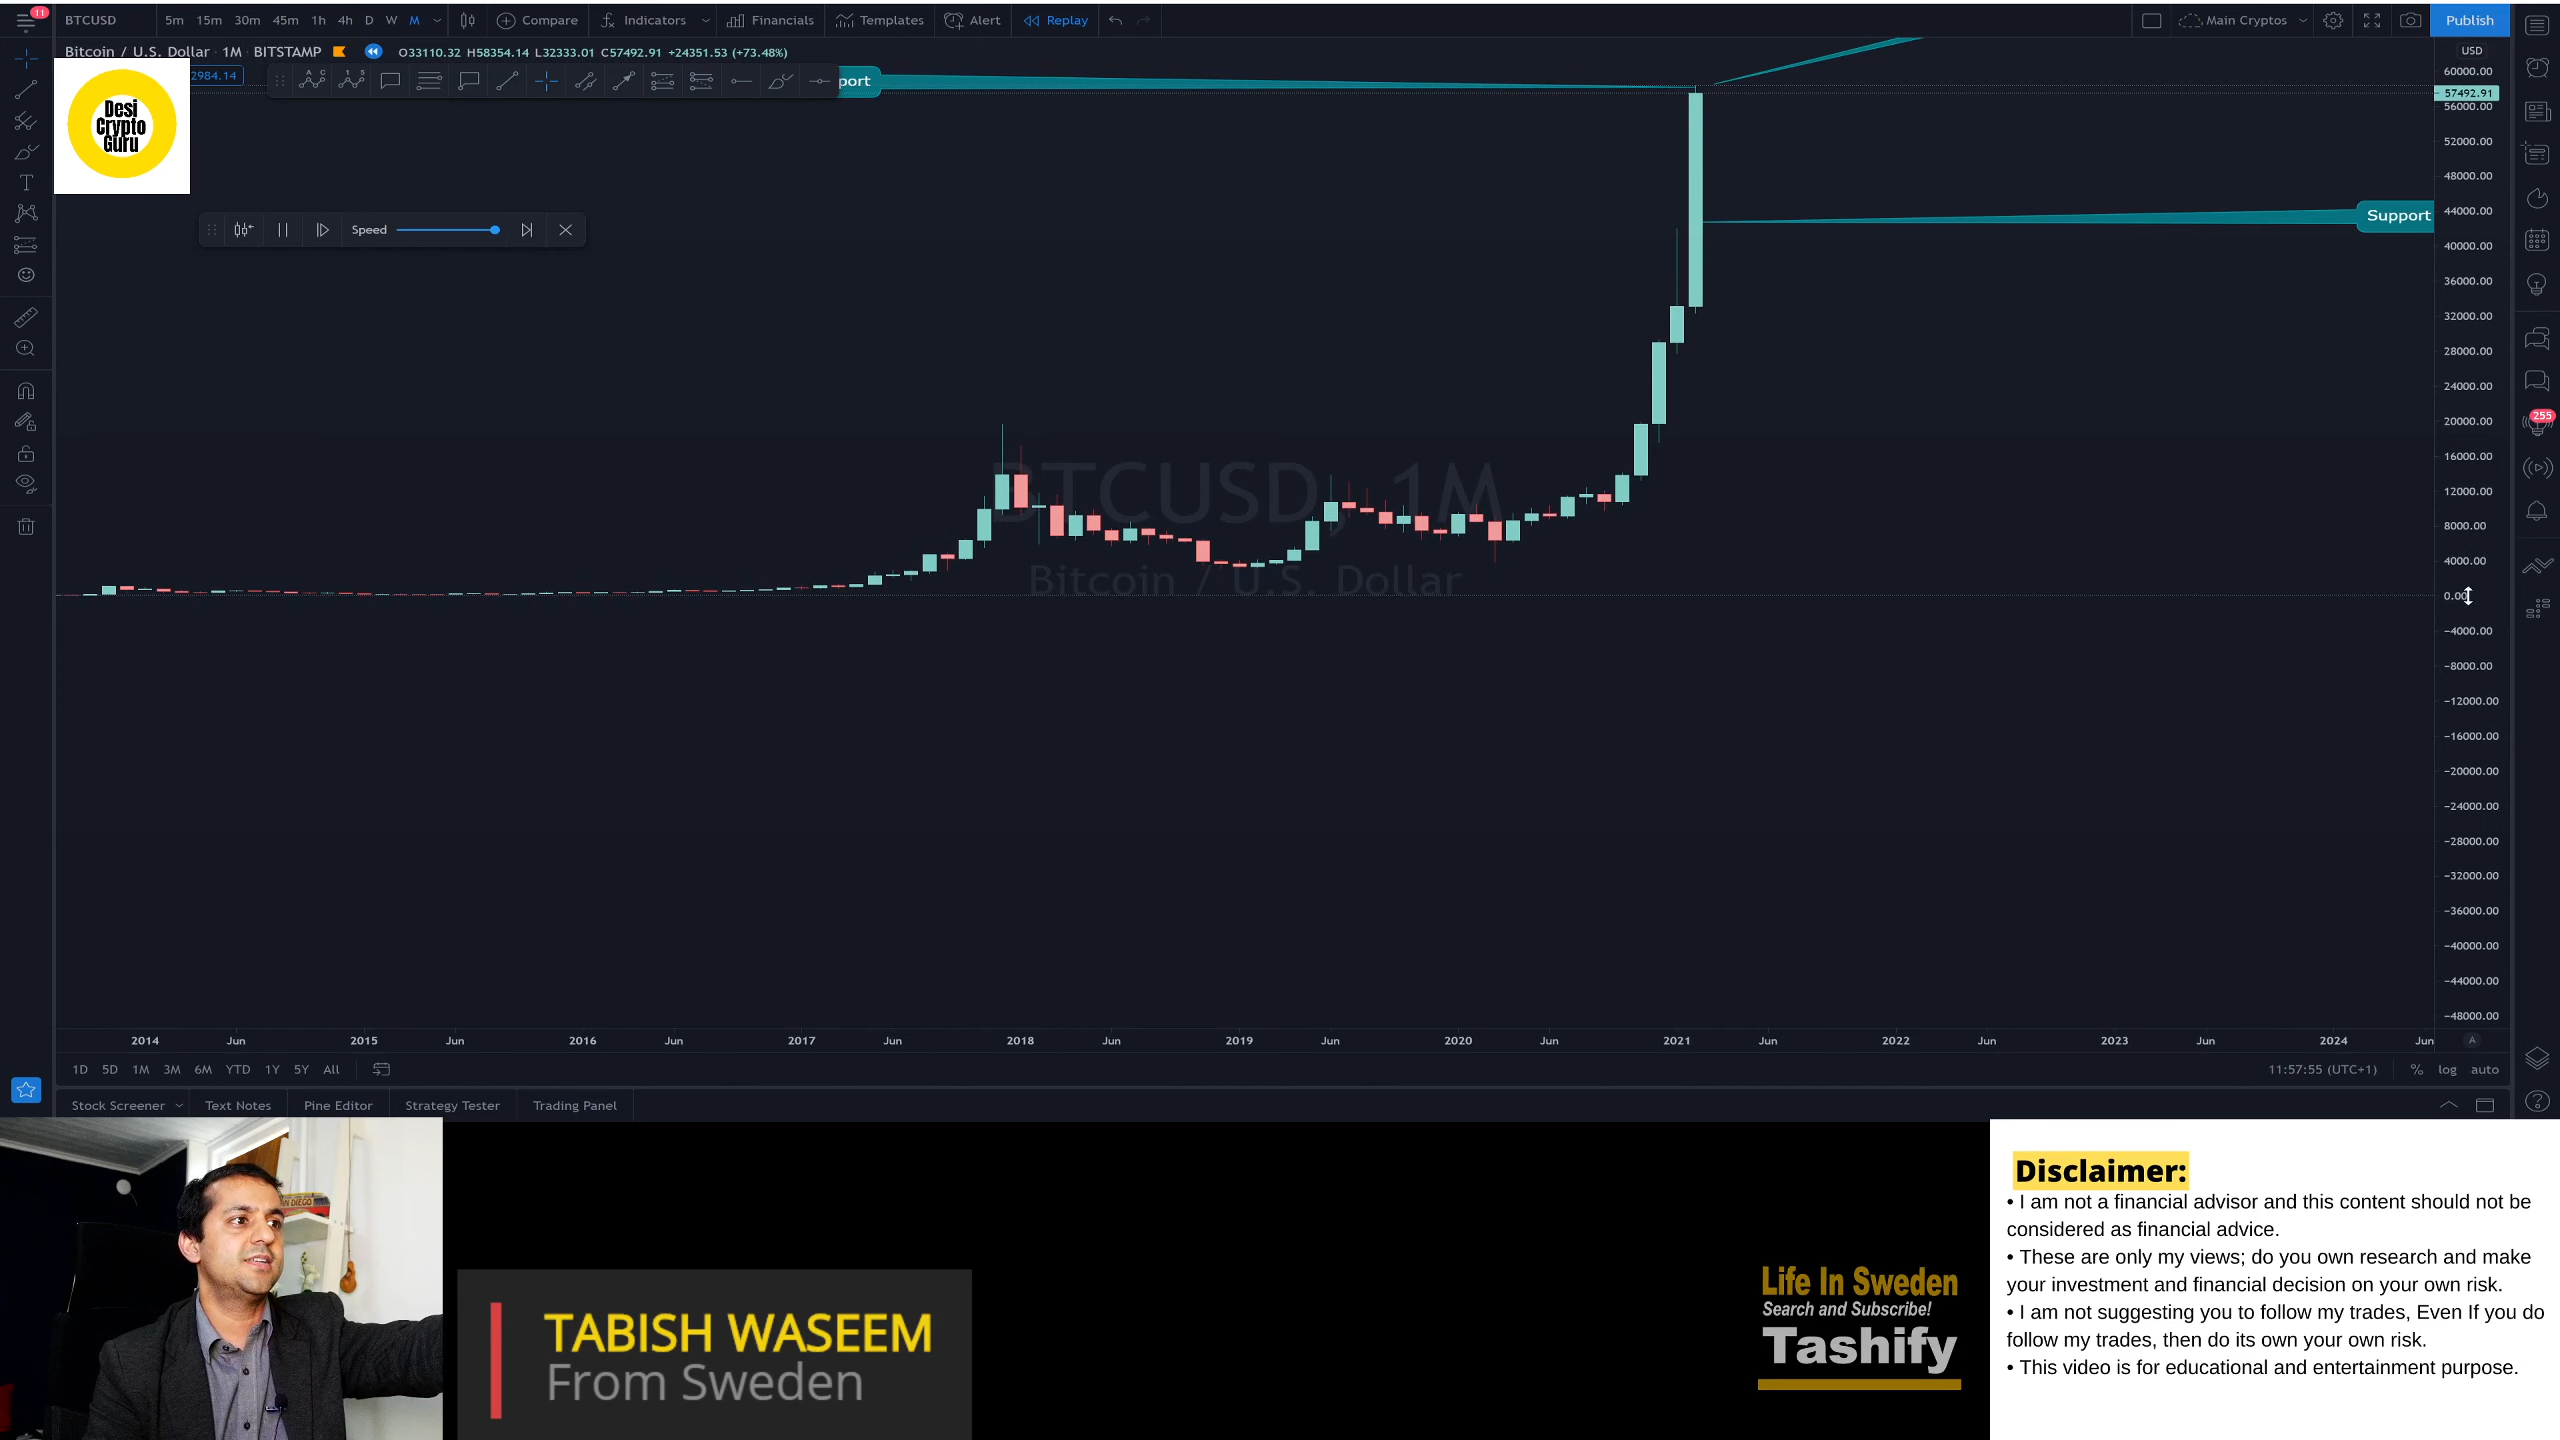 11
BTCUSD 5m 15m 30m 45m 1h 4h D W M Compare Indicators Financials Templates Alert Replay Main Cryptos Publish
Bitcoin / U.S. Dollar · 1M · BITSTAMP O33110.32 H58354.14 L32333.01 C57492.91 +24351.53 (+73.48%) USD
2984.14
port
Desi
Crypto
Guru
Speed
Support
60000.00
57492.91
56000.00
52000.00
48000.00
44000.00
40000.00
36000.00
32000.00
28000.00
24000.00
20000.00
16000.00
12000.00
8000.00
4000.00
0.00
−4000.00
−8000.00
−12000.00
−16000.00
−20000.00
−24000.00
−28000.00
−32000.00
−36000.00
−40000.00
−44000.00
−48000.00
255
BTCUSD, 1M
Bitcoin / U.S. Dollar
2014 Jun 2015 Jun 2016 Jun 2017 Jun 2018 Jun 2019 Jun 2020 Jun 2021 Jun 2022 Jun 2023 Jun 2024 Jun A
1D 5D 1M 3M 6M YTD 1Y 5Y All 11:57:55 (UTC+1) % log auto
Stock Screener Text Notes Pine Editor Strategy Tester Trading Panel
TABISH WASEEM
From Sweden
Life In Sweden
Search and Subscribe!
Tashify
Disclaimer:
• I am not a financial advisor and this content should not be
considered as financial advice.
• These are only my views; do you own research and make
your investment and financial decision on your own risk.
• I am not suggesting you to follow my trades, Even If you do
follow my trades, then do its own your own risk.
• This video is for educational and entertainment purpose.